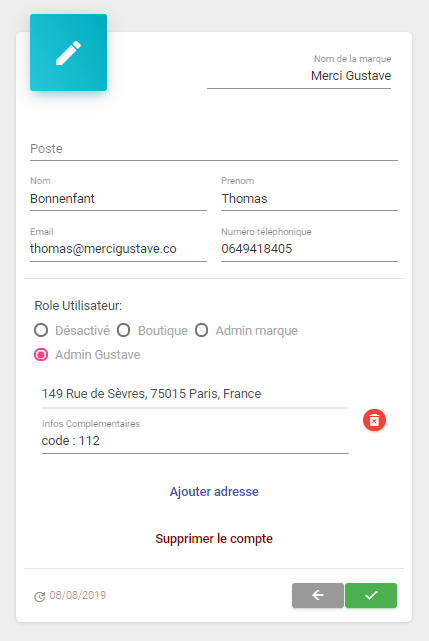 Nom de la marque
Merci Gustave
Poste
Nom Prenom
Bonnenfant Thomas
Email Numéro téléphonique
thomas@mercigustave.co 0649418405
Role Utilisateur:
Désactivé Boutique Admin marque
Admin Gustave
149 Rue de Sèvres, 75015 Paris, France
Infos Complementaires
code : 112
Ajouter adresse
Supprimer le compte
08/08/2019